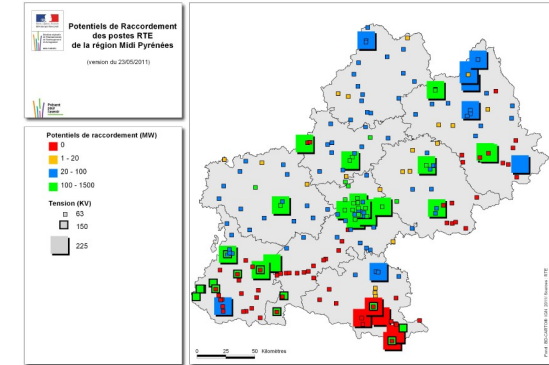 Potentiels de Raccordement
des postes RTE
de la région Midi Pyrénées
(version du 23/05/2011)
Potentiels de raccordement (MW)
0
1 - 20
20 - 100
100 - 1500
Tension (KV)
63
150
225
0 25 50 Kilomètres